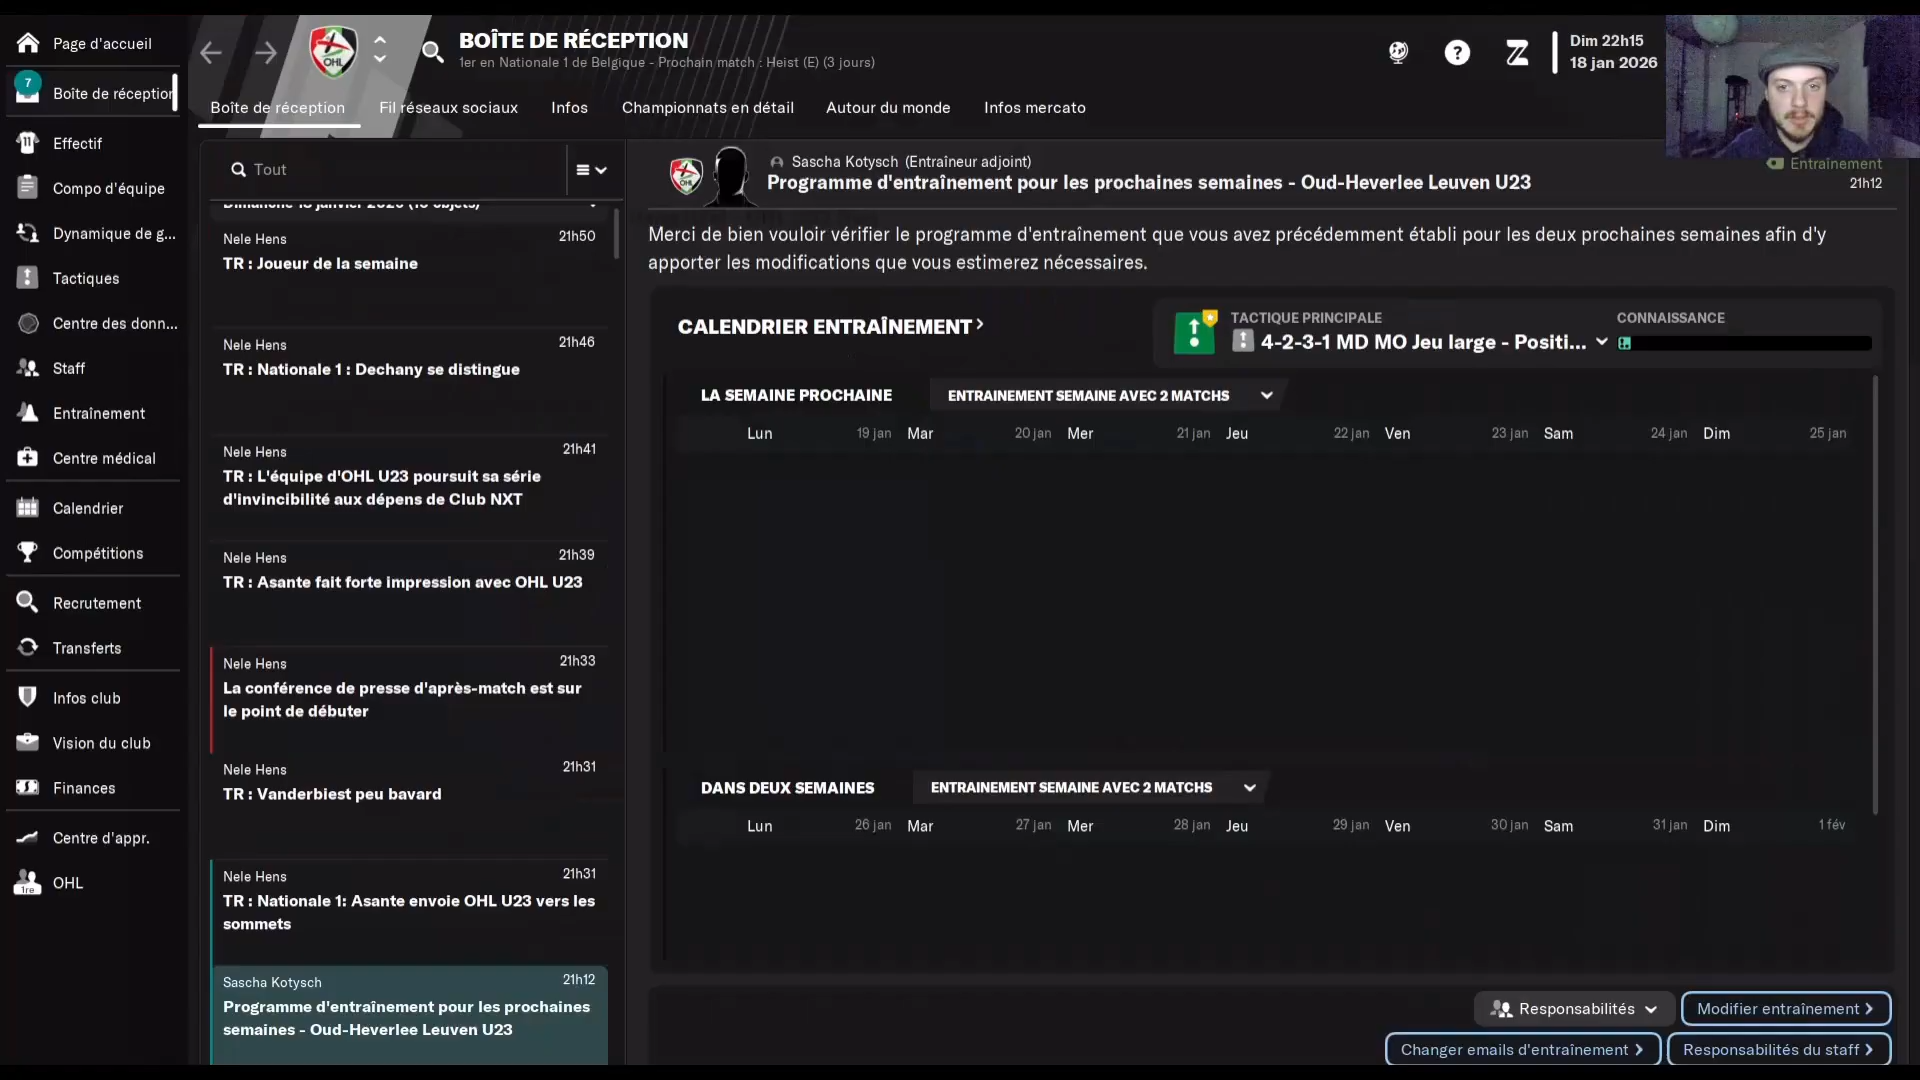 Page d'accueil
7
Boîte de réception
Effectif
Compo d'équipe
Dynamique de g...
Tactiques
Centre des donn...
Staff
Entraînement
Centre médical
Calendrier
Compétitions
Recrutement
Transferts
Infos club
Vision du club
Finances
Centre d'appr.
1re
OHL
OHL
BOÎTE DE RÉCEPTION
1er en Nationale 1 de Belgique - Prochain match : Heist (E) (3 jours)
Dim 22h15
18 jan 2026
Boîte de réception
Fil réseaux sociaux
Infos
Championnats en détail
Autour du monde
Infos mercato
Tout
Dimanche 18 janvier 2026 (10 objets)
Nele Hens 21h50
TR : Joueur de la semaine
Nele Hens 21h46
TR : Nationale 1 : Dechany se distingue
Nele Hens 21h41
TR : L'équipe d'OHL U23 poursuit sa série
d'invincibilité aux dépens de Club NXT
Nele Hens 21h39
TR : Asante fait forte impression avec OHL U23
Nele Hens 21h33
La conférence de presse d'après-match est sur
le point de débuter
Nele Hens 21h31
TR : Vanderbiest peu bavard
Nele Hens 21h31
TR : Nationale 1: Asante envoie OHL U23 vers les
sommets
Sascha Kotysch 21h12
Programme d'entraînement pour les prochaines
semaines - Oud-Heverlee Leuven U23
Sascha Kotysch (Entraîneur adjoint)
Programme d'entraînement pour les prochaines semaines - Oud-Heverlee Leuven U23
Entraînement
21h12
Merci de bien vouloir vérifier le programme d'entraînement que vous avez précédemment établi pour les deux prochaines semaines afin d'y
apporter les modifications que vous estimerez nécessaires.
CALENDRIER ENTRAÎNEMENT
TACTIQUE PRINCIPALE
4-2-3-1 MD MO Jeu large - Positi...
CONNAISSANCE
LA SEMAINE PROCHAINE
ENTRAINEMENT SEMAINE AVEC 2 MATCHS
Lun 19 jan Mar 20 jan Mer 21 jan Jeu 22 jan Ven 23 jan Sam 24 jan Dim 25 jan
DANS DEUX SEMAINES
ENTRAINEMENT SEMAINE AVEC 2 MATCHS
Lun 26 jan Mar 27 jan Mer 28 jan Jeu 29 jan Ven 30 jan Sam 31 jan Dim 1 fév
Responsabilités
Modifier entraînement
Changer emails d'entraînement
Responsabilités du staff